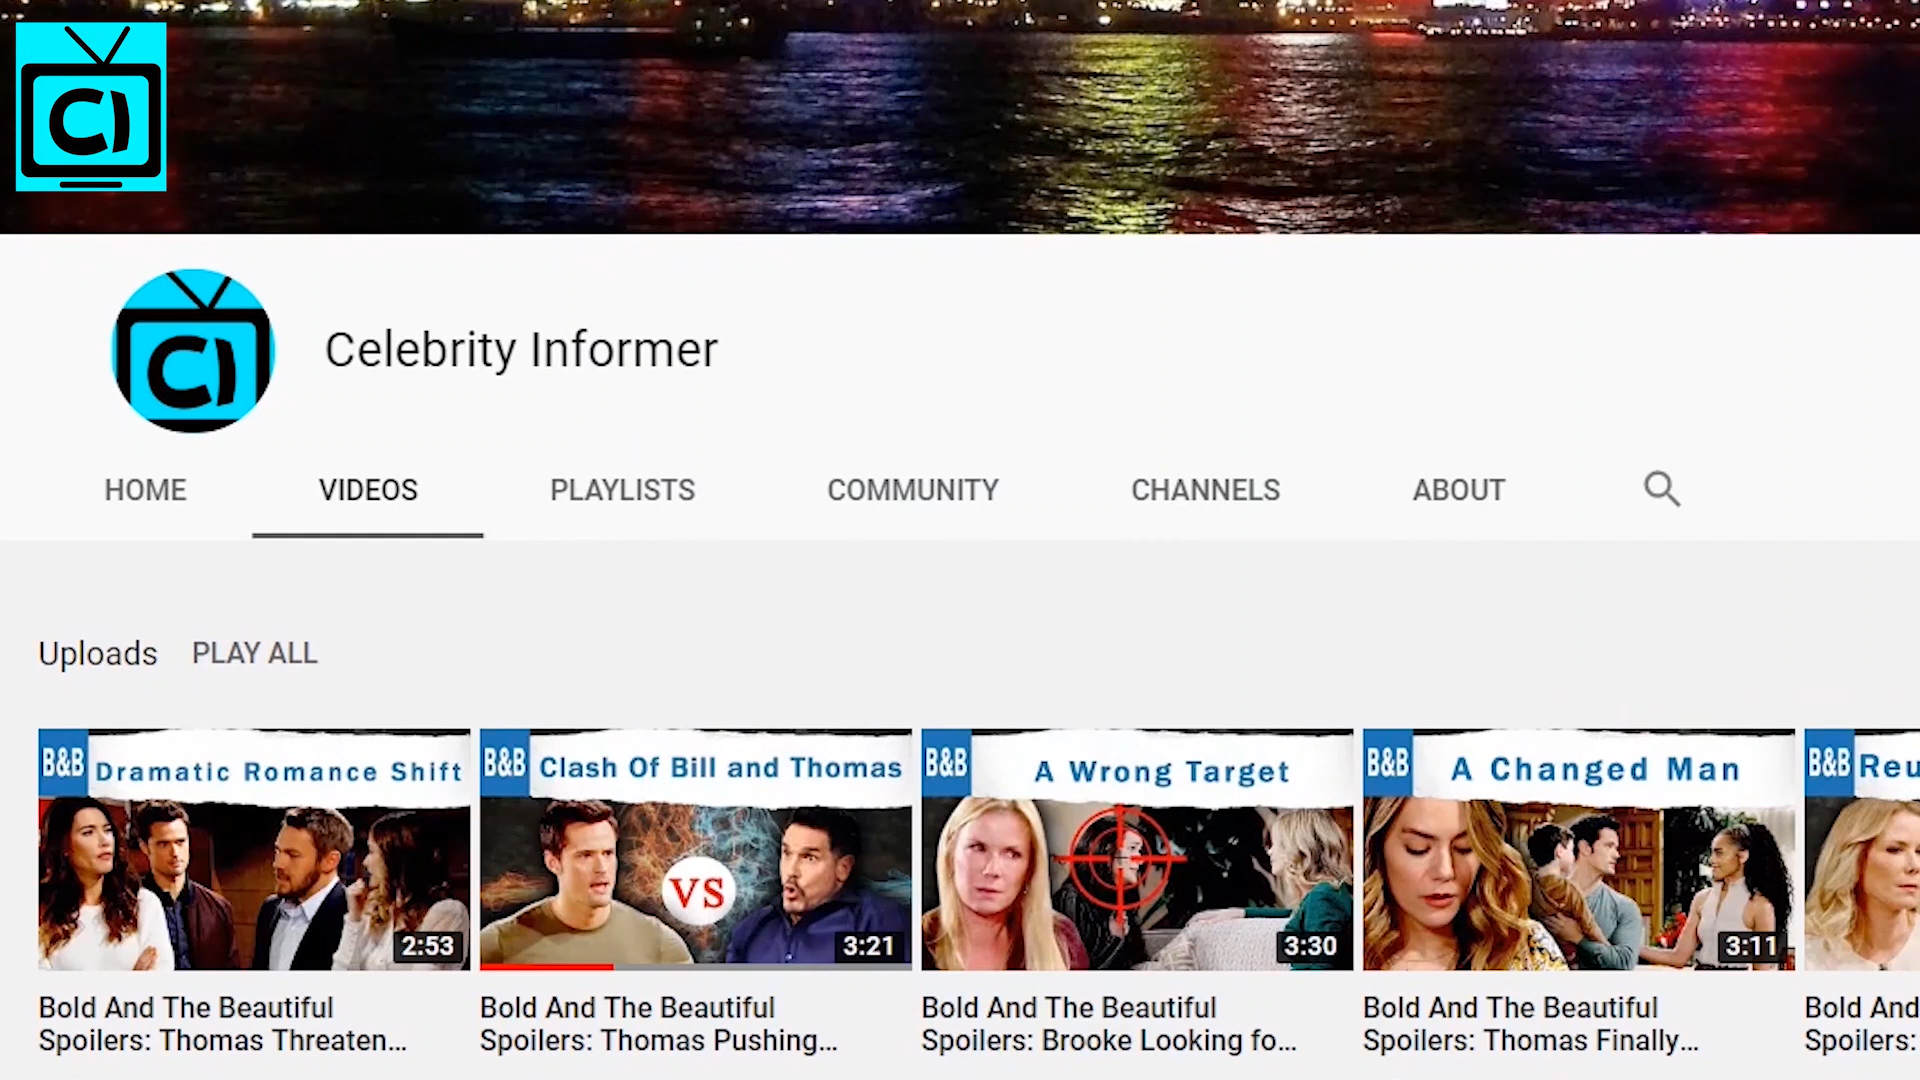 CI
CI
Celebrity Informer
HOME VIDEOS PLAYLISTS COMMUNITY CHANNELS ABOUT
Uploads PLAY ALL
B&B Dramatic Romance Shift
2:53
Bold And The Beautiful
Spoilers: Thomas Threaten...
B&B Clash Of Bill and Thomas
VS
3:21
Bold And The Beautiful
Spoilers: Thomas Pushing...
B&B A Wrong Target
3:30
Bold And The Beautiful
Spoilers: Brooke Looking fo...
B&B A Changed Man
3:11
Bold And The Beautiful
Spoilers: Thomas Finally...
B&B Reu
Bold And
Spoilers: